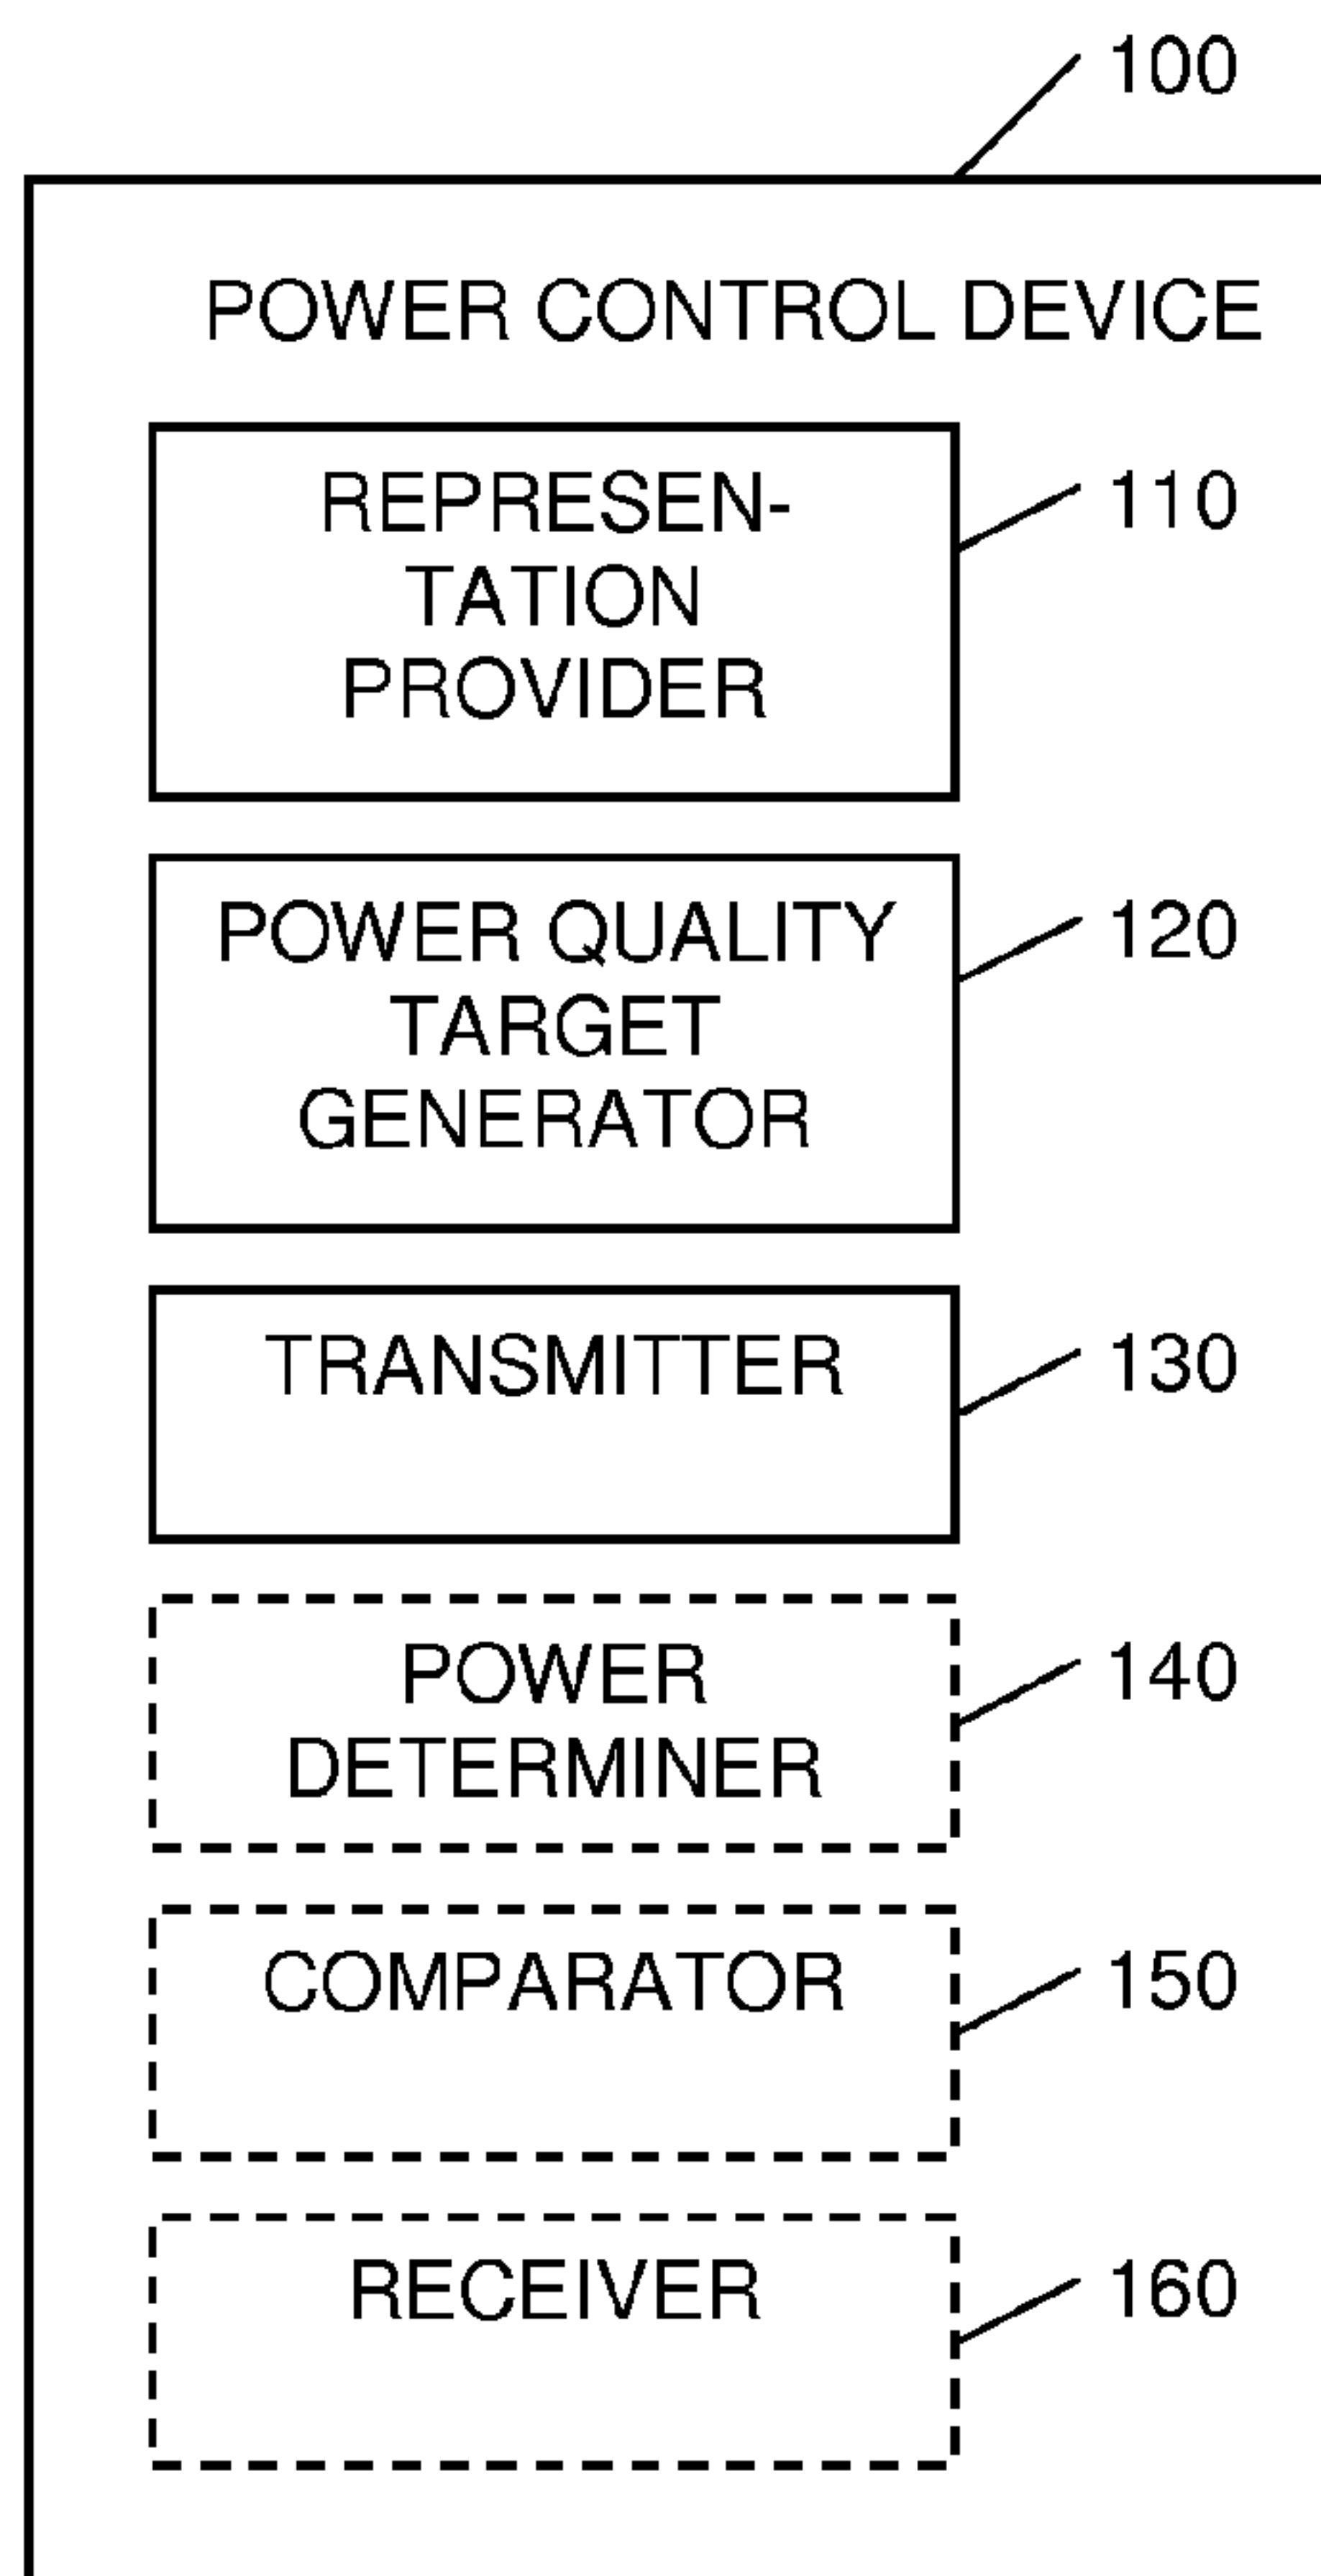 100
POWER CONTROL DEVICE
REPRESEN-
TATION
PROVIDER
110
POWER QUALITY
TARGET
GENERATOR
120
TRANSMITTER
130
POWER
DETERMINER
140
COMPARATOR
150
RECEIVER
160